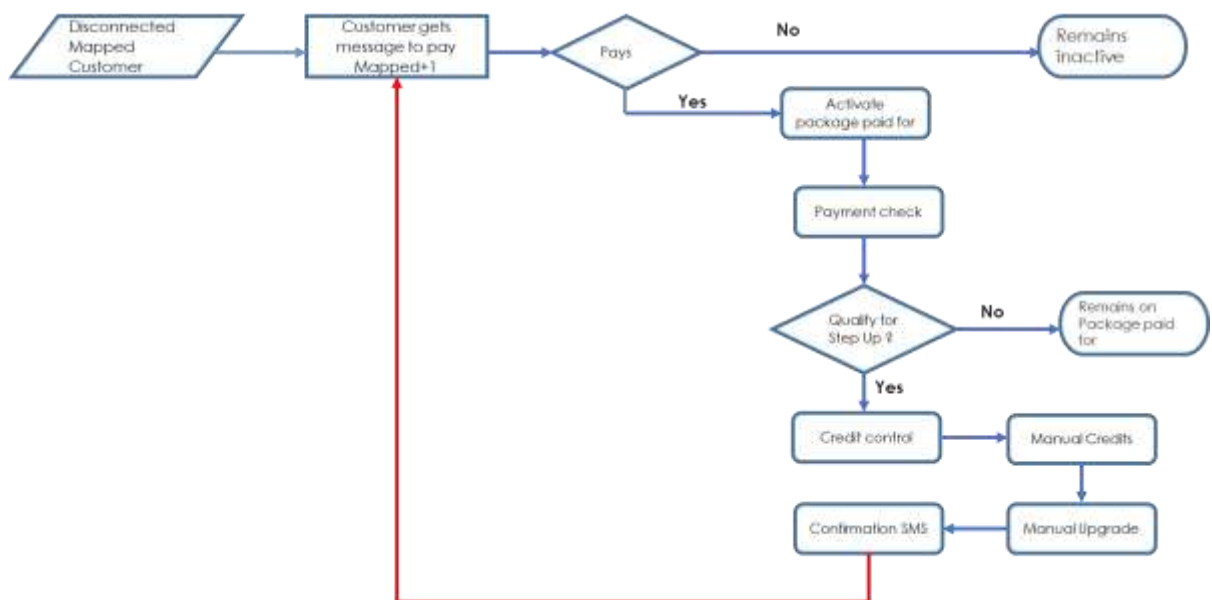 Disconnected
Mapped
Customer
Customer gets
message to pay
Mapped+1
Pays
No
Remains
inactive
Yes
Activate
package paid for
Payment check
Qualify for
Step Up ?
No
Remains on
Package paid
for
Yes
Credit control
Manual Credits
Confirmation SMS
Manual Upgrade